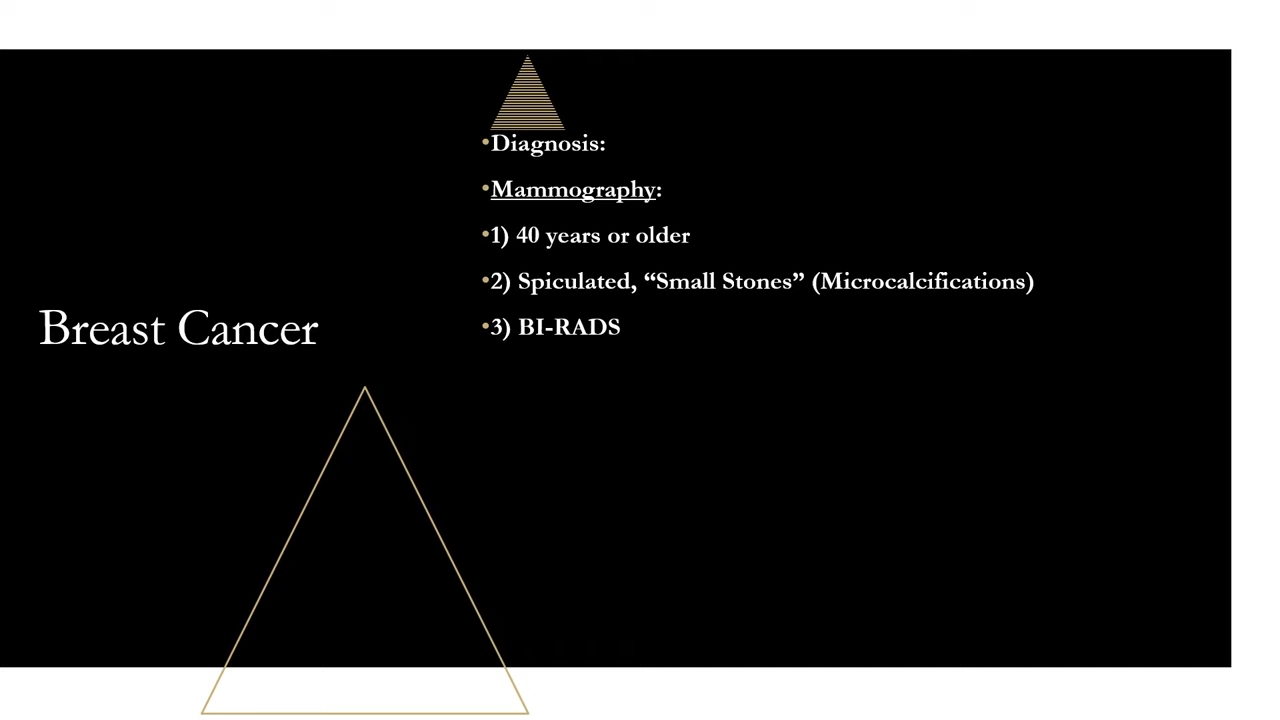 Breast Cancer
•Diagnosis:
•Mammography:
•1) 40 years or older
•2) Spiculated, “Small Stones” (Microcalcifications)
•3) BI-RADS